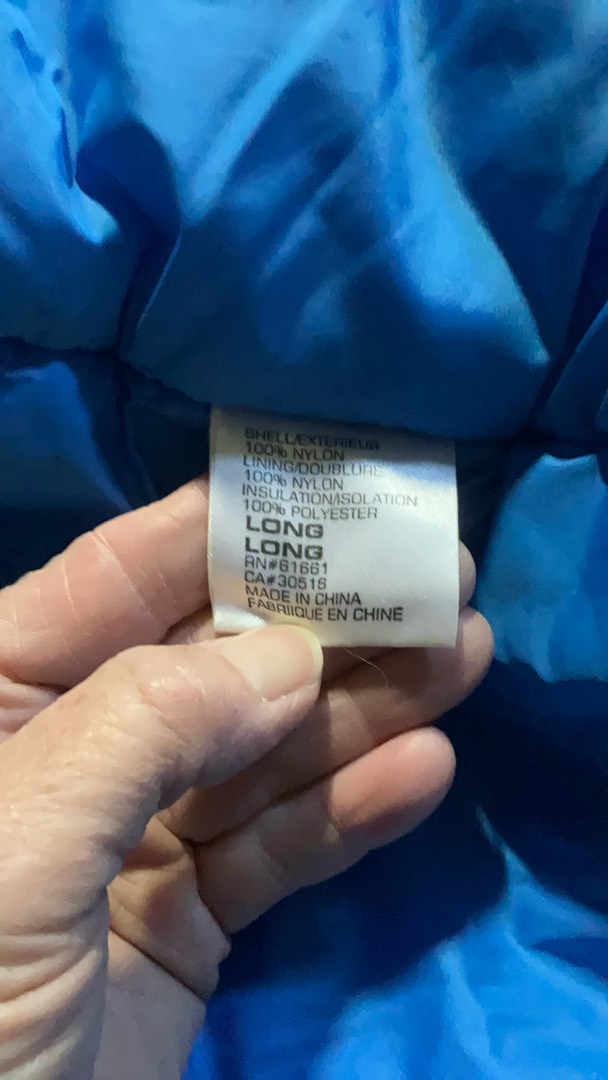 SHELL/EXTERIEUR
100% NYLON
LINING/DOUBLURE
100% NYLON
INSULATION/ISOLATION
100% POLYESTER
LONG
LONG
RN#61661
CA#30516
MADE IN CHINA
FABRIIQUE EN CHINE